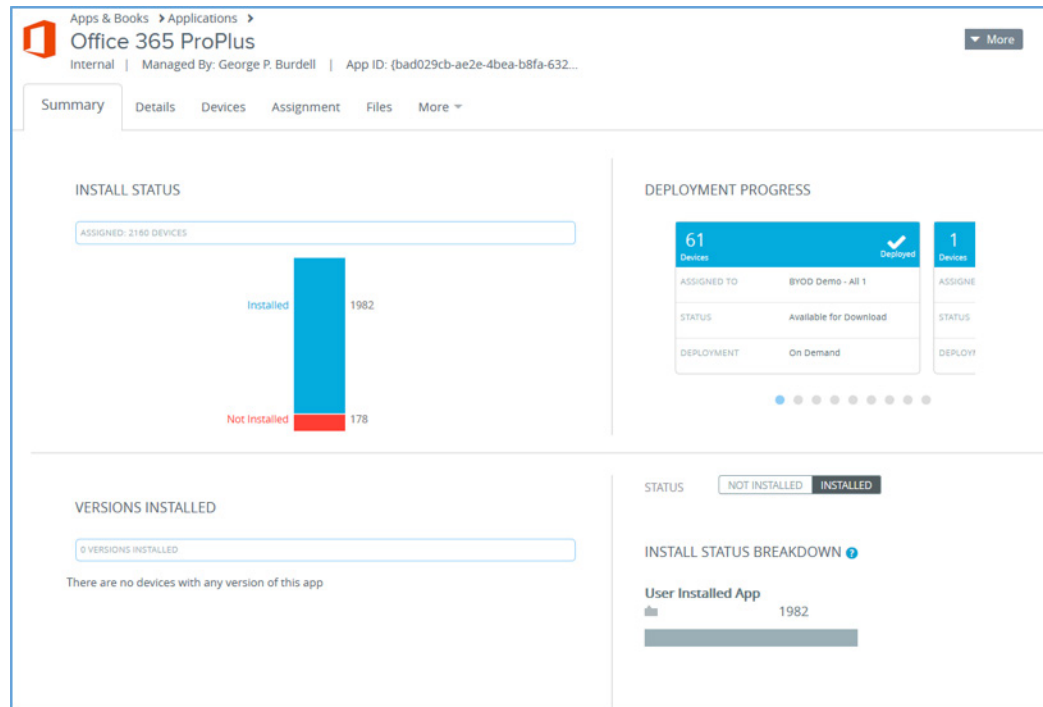 Apps & Books > Applications >
Office 365 ProPlus
Internal | Managed By: George P. Burdell | App ID: {bad029cb-ae2e-4bea-b8fa-632...
More
Summary Details Devices Assignment Files More
INSTALL STATUS
ASSIGNED: 2160 DEVICES
Installed 1982
Not Installed 178
DEPLOYMENT PROGRESS
61
Devices
Deployed
ASSIGNED TO BYOD Demo - All 1
STATUS Available for Download
DEPLOYMENT On Demand
1
Devices
ASSIGNE
STATUS
DEPLOY
VERSIONS INSTALLED
0 VERSIONS INSTALLED
There are no devices with any version of this app
STATUS NOT INSTALLED INSTALLED
INSTALL STATUS BREAKDOWN ?
User Installed App
1982